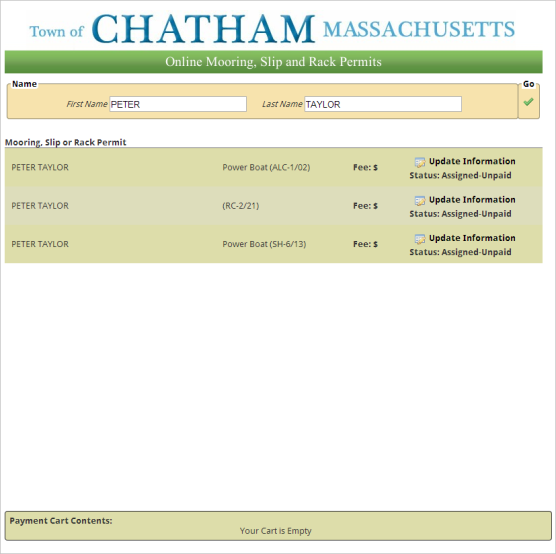 Town of CHATHAM MASSACHUSETTS
Online Mooring, Slip and Rack Permits
Name Go
First Name PETER Last Name TAYLOR
Mooring, Slip or Rack Permit
PETER TAYLOR Power Boat (ALC-1/02) Fee: $ Update Information
Status: Assigned-Unpaid
PETER TAYLOR (RC-2/21) Fee: $ Update Information
Status: Assigned-Unpaid
PETER TAYLOR Power Boat (SH-6/13) Fee: $ Update Information
Status: Assigned-Unpaid
Payment Cart Contents:
Your Cart is Empty